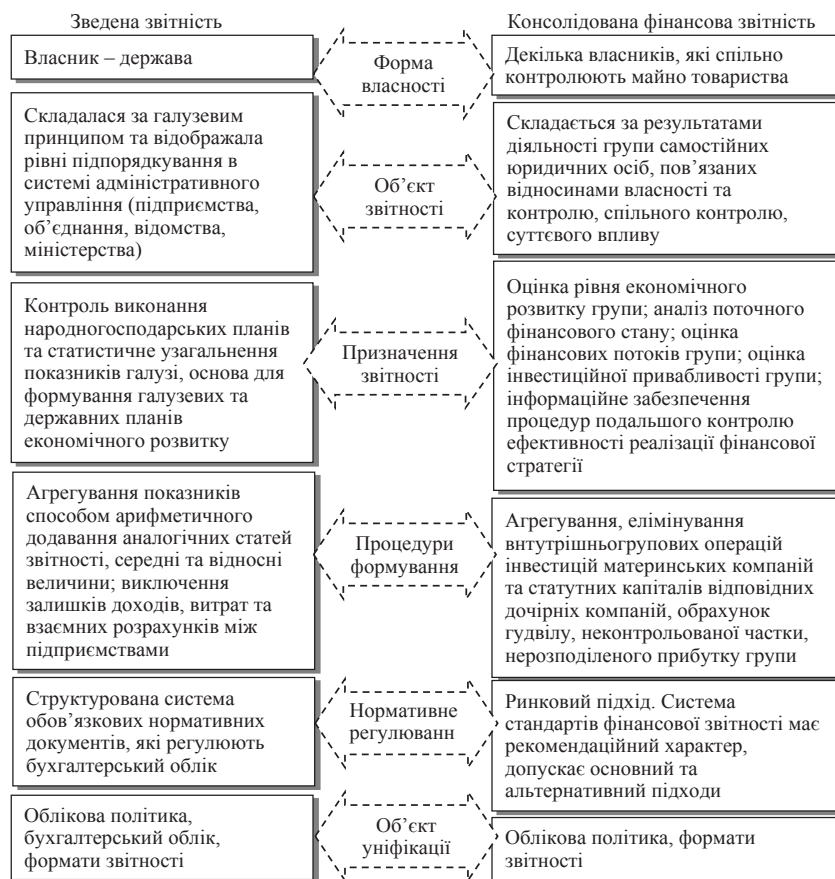 Зведена звітність
Консолідована фінансова звітність
Власник – держава
Форма
власності
Декілька власників, які спільно
контролюють майно товариства
Складалася за галузевим
принципом та відображала
рівні підпорядкування в
системі адміністративного
управління (підприємства,
об’єднання, відомства,
міністерства)
Об’єкт
звітності
Складається за результатами
діяльності групи самостійних
юридичних осіб, пов’язаних
відносинами власності та
контролю, спільного контролю,
суттєвого впливу
Контроль виконання
народногосподарських планів
та статистичне узагальнення
показників галузі, основа для
формування галузевих та
державних планів
економічного розвитку
Призначення
звітності
Оцінка рівня економічного
розвитку групи; аналіз поточного
фінансового стану; оцінка
фінансових потоків групи; оцінка
інвестиційної привабливості групи;
інформаційне забезпечення
процедур подальшого контролю
ефективності реалізації фінансової
стратегії
Агрегування показників
способом арифметичного
додавання аналогічних статей
звітності, середні та відносні
величини; виключення
залишків доходів, витрат та
взаємних розрахунків між
підприємствами
Процедури
формування
Агрегування, елімінування
внтутрішньогрупових операцій
інвестицій материнських компаній
та статутних капіталів відповідних
дочірніх компаній, обрахунок
гудвілу, неконтрольованої частки,
нерозподіленого прибутку групи
Структурована система
обов’язкових нормативних
документів, які регулюють
бухгалтерський облік
Нормативне
регулюванн
Ринковий підхід. Система
стандартів фінансової звітності має
рекомендаційний характер,
допускає основний та
альтернативний підходи
Облікова політика,
бухгалтерський облік,
формати звітності
Об’єкт
уніфікації
Облікова політика, формати
звітності